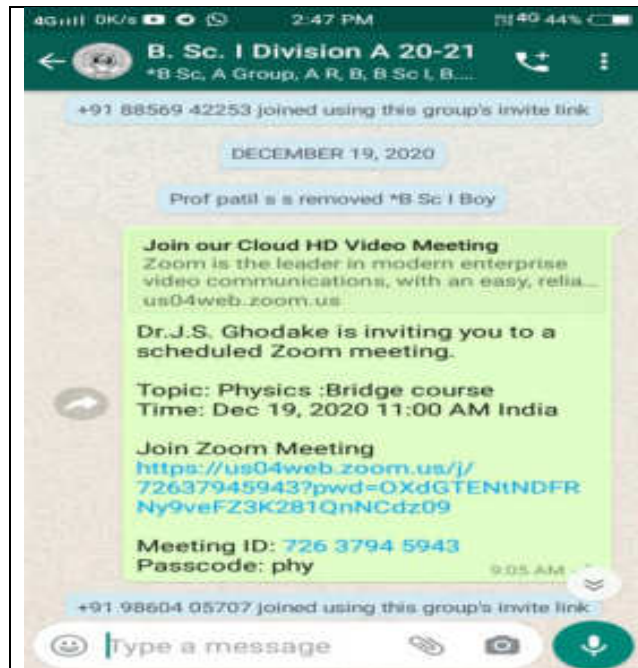 4G 0K/s 2:47 PM 4G 44%
B. Sc. I Division A 20-21
*B Sc, A Group, A R, B, B Sc I, B....
+91 88569 42253 joined using this group's invite link
DECEMBER 19, 2020
Prof patil s s removed *B Sc I Boy
Join our Cloud HD Video Meeting
Zoom is the leader in modern enterprise
video communications, with an easy, relia...
us04web.zoom.us
Dr.J.S. Ghodake is inviting you to a
scheduled Zoom meeting.
Topic: Physics :Bridge course
Time: Dec 19, 2020 11:00 AM India
Join Zoom Meeting
https://us04web.zoom.us/j/
72637945943?pwd=OXdGTENtNDFR
Ny9veFZ3K281QnNCdz09
Meeting ID: 726 3794 5943
Passcode: phy
9:05 AM
+91 98604 05707 joined using this group's invite link
Type a message